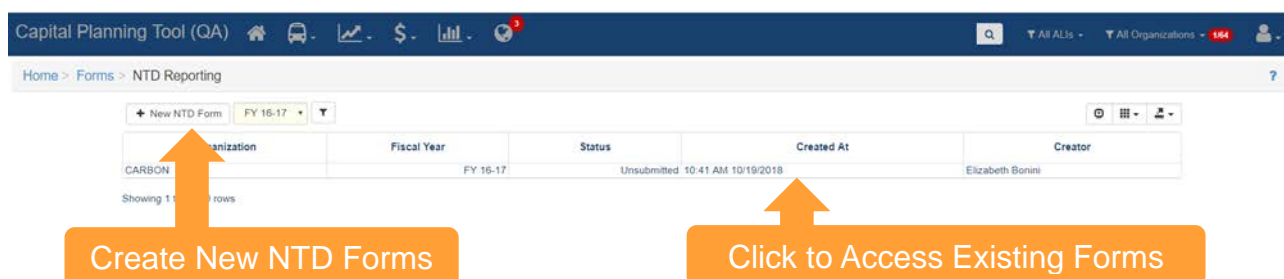 Capital Planning Tool (QA) $ 3 All ALIs All Organizations 1/64
Home > Forms > NTD Reporting ?
+ New NTD Form FY 16-17
Fiscal Year Status Created At Creator
CARBON FY 16-17 Unsubmitted 10:41 AM 10/19/2018 Elizabeth Bonini
Showing 1 rows
Create New NTD Forms Click to Access Existing Forms